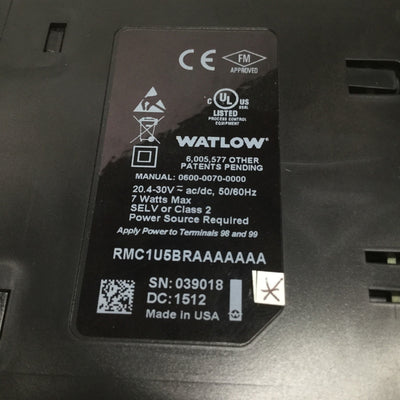 CE
FM
APPROVED
C UL US
LISTED
PROCESS CONTROL
EQUIPMENT
WATLOW
6,005,577 OTHER
PATENTS PENDING
MANUAL: 0600-0070-0000
20.4-30V ⎓ ac/dc, 50/60Hz
7 Watts Max
SELV or Class 2
Power Source Required
Apply Power to Terminals 98 and 99
RMC1U5BRAAAAAAA
SN: 039018
DC: 1512
Made in USA